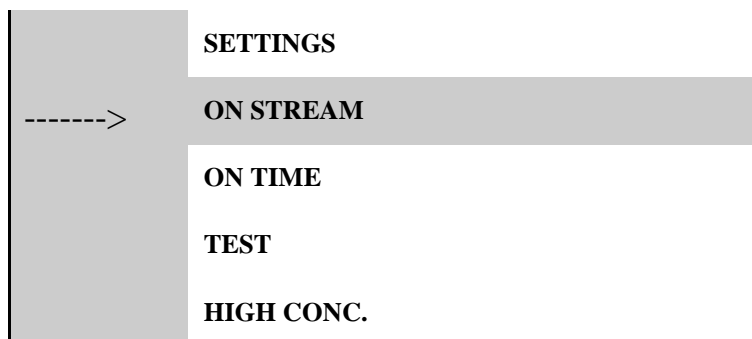 SETTINGS
-------> ON STREAM
ON TIME
TEST
HIGH CONC.